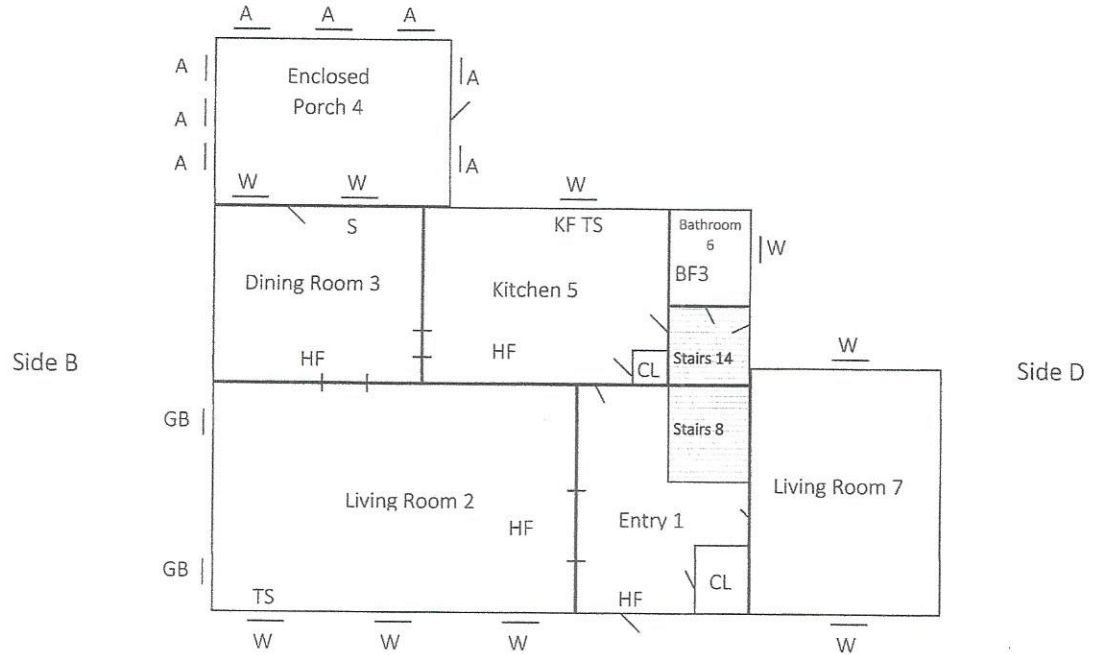 A A A
A A
Enclosed
Porch 4
A
A A
W W W
S KF TS Bathroom
6
W
BF3
Dining Room 3 Kitchen 5
HF HF
CL Stairs 14 W
Side B Side D
GB
Stairs 8
Living Room 2 Living Room 7
HF Entry 1
GB
TS HF CL
W W W W